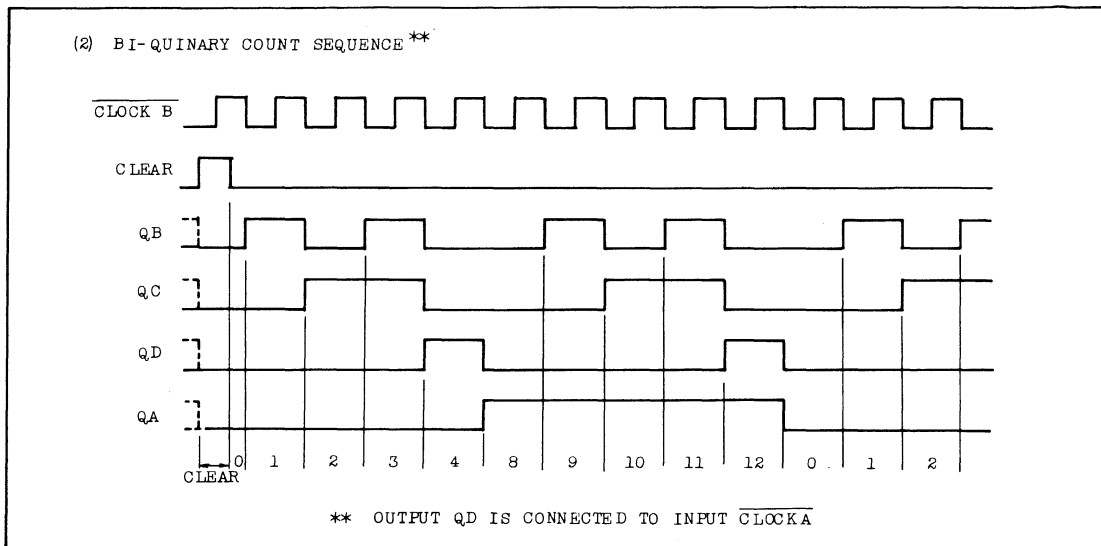 (2) BI-QUINARY COUNT SEQUENCE **
CLOCK B
CLEAR
QB
QC
QD
QA
0 1 2 3 4 8 9 10 11 12 0 1 2
CLEAR
** OUTPUT QD IS CONNECTED TO INPUT CLOCKA